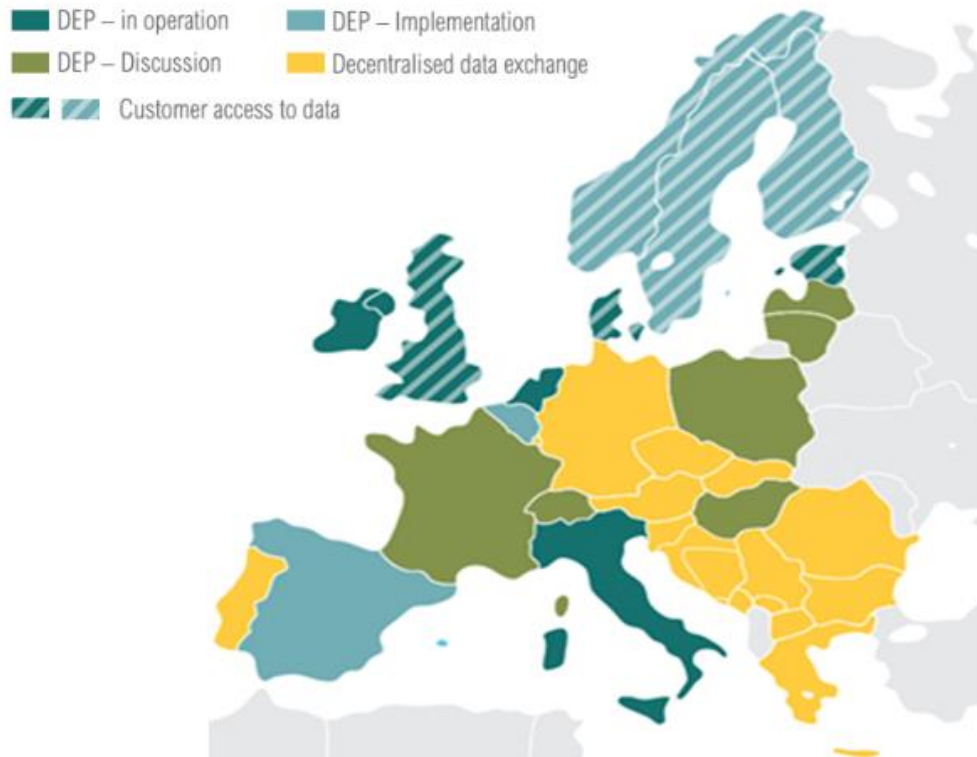 DEP – in operation
DEP – Implementation
DEP – Discussion
Decentralised data exchange
Customer access to data